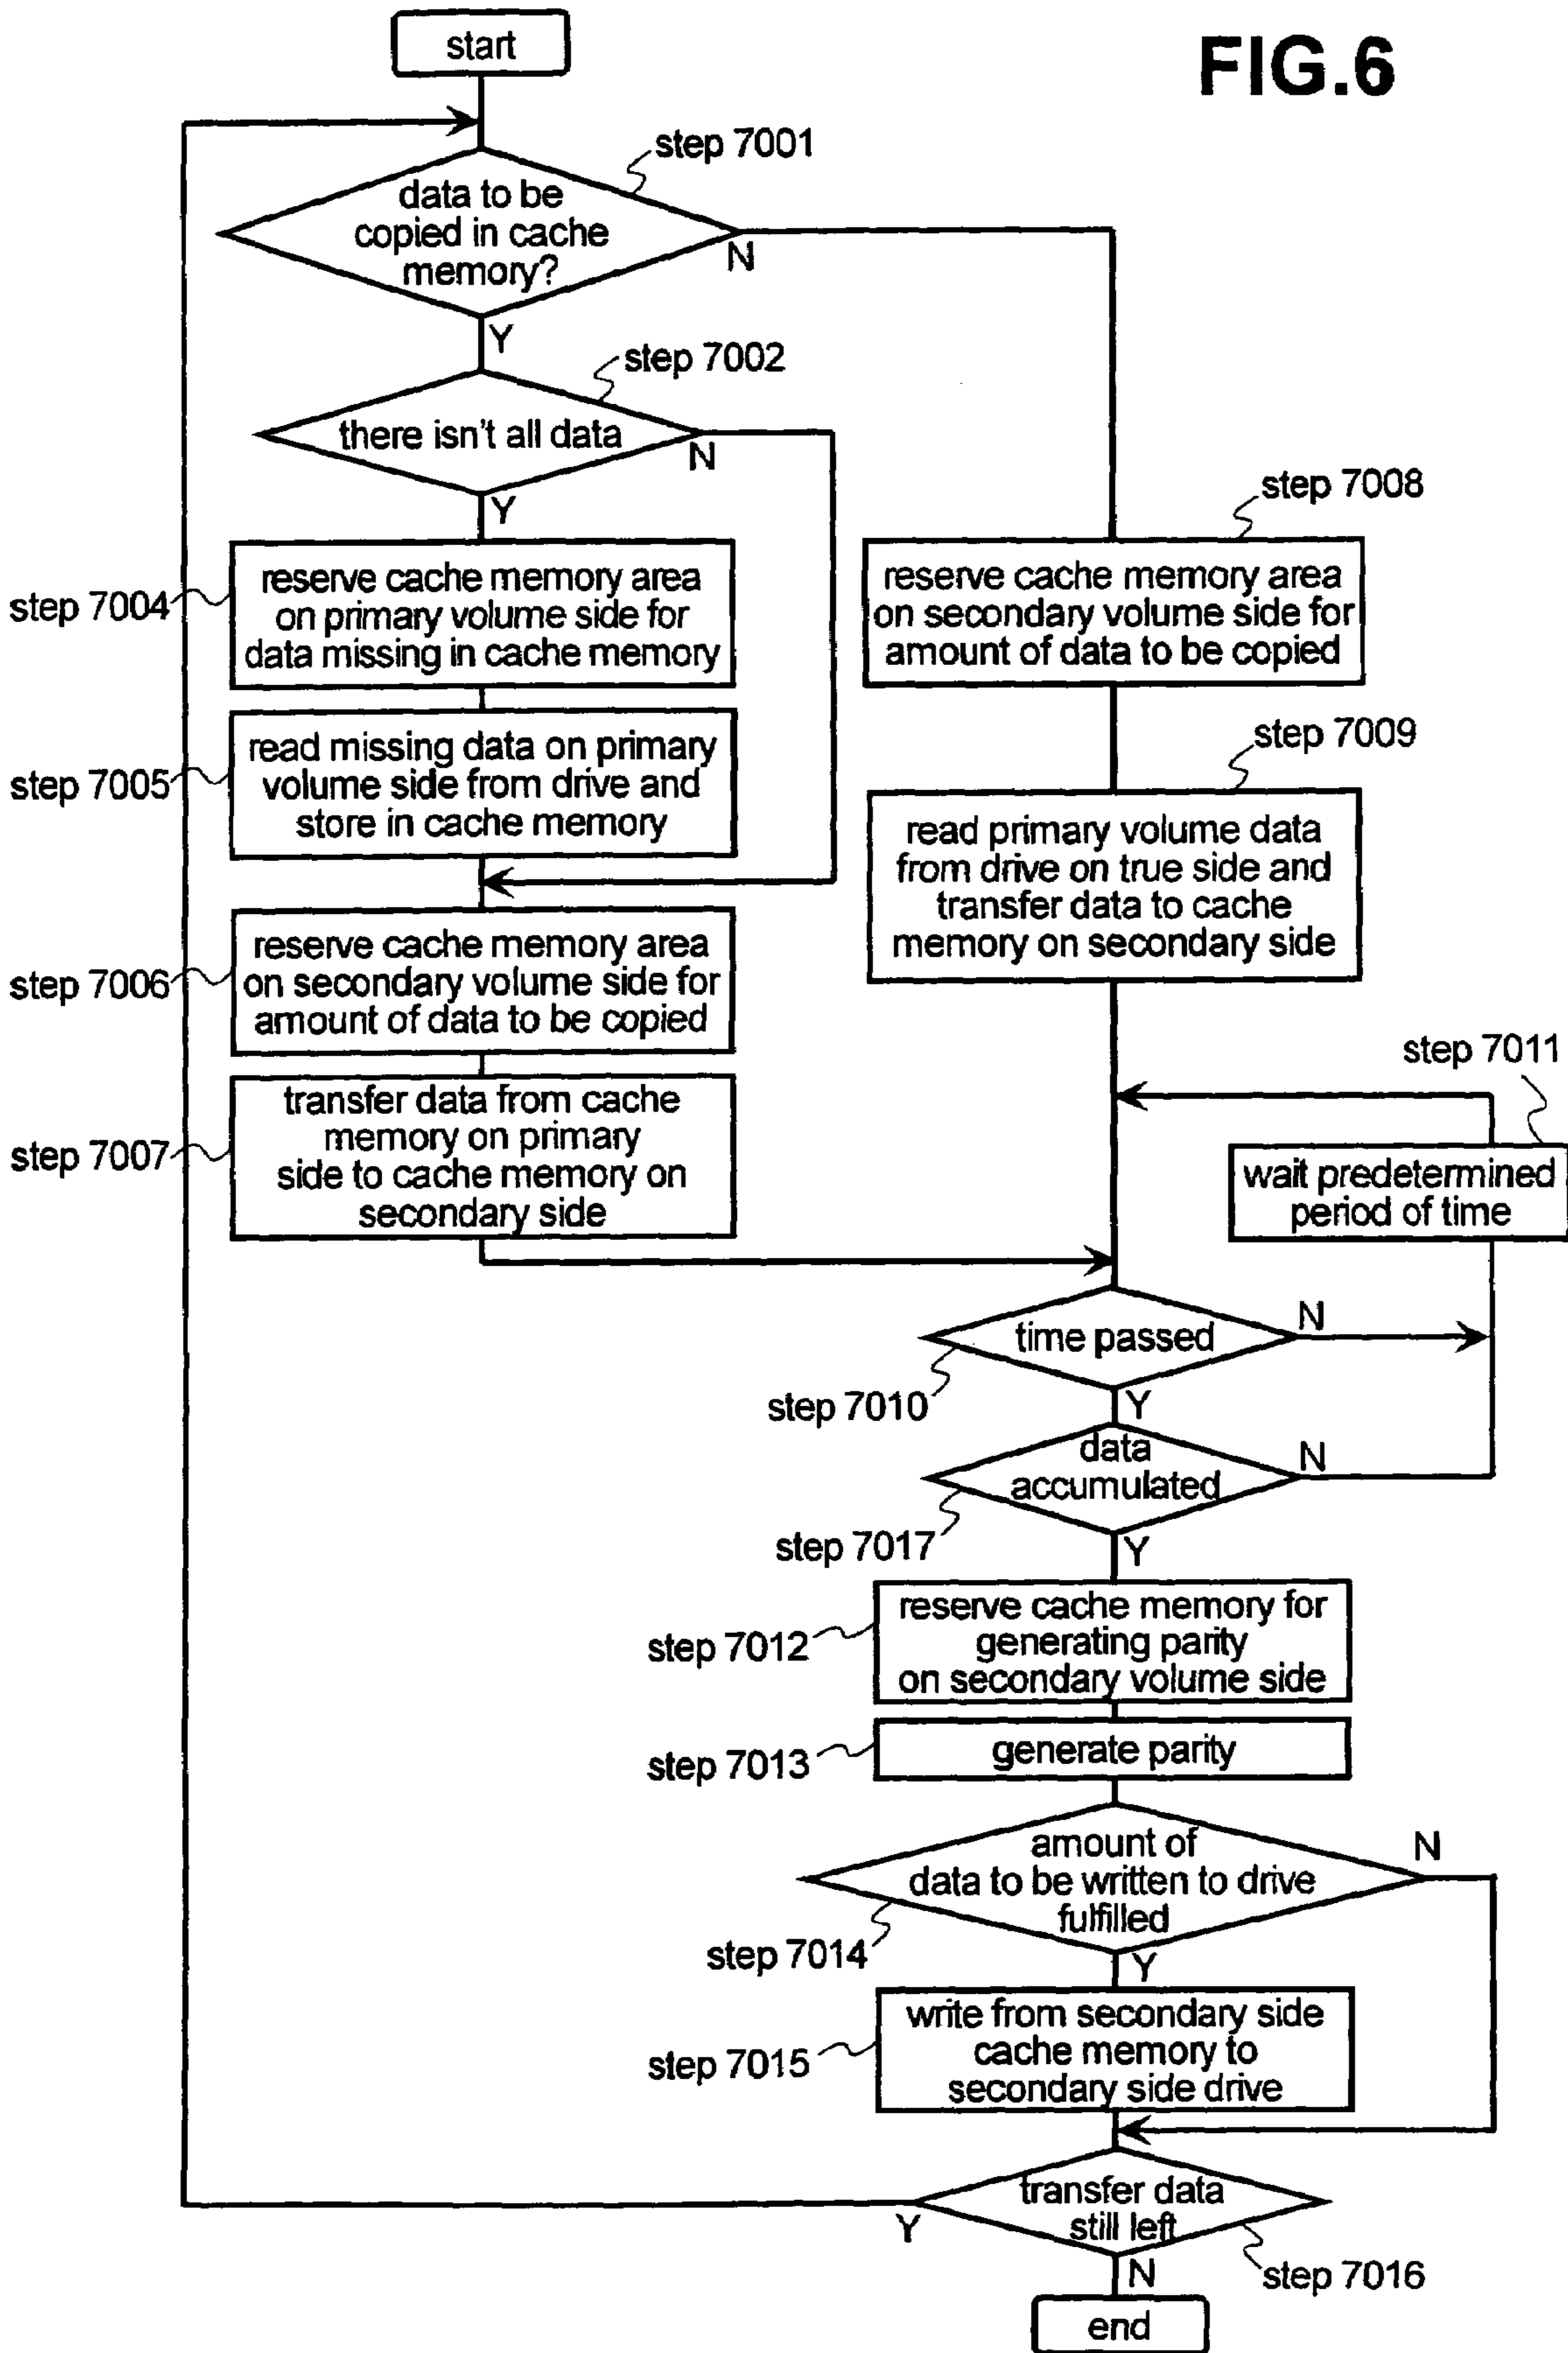 FIG.6
start
step 7001
data to be
copied in cache
memory?
N
Y
step 7002
there isn't all data
N
Y
step 7004
reserve cache memory area
on primary volume side for
data missing in cache memory
step 7005
read missing data on primary
volume side from drive and
store in cache memory
step 7006
reserve cache memory area
on secondary volume side for
amount of data to be copied
step 7007
transfer data from cache
memory on primary
side to cache memory on
secondary side
step 7008
reserve cache memory area
on secondary volume side for
amount of data to be copied
step 7009
read primary volume data
from drive on true side and
transfer data to cache
memory on secondary side
step 7011
wait predetermined
period of time
time passed
N
step 7010
Y
data
accumulated
N
step 7017
Y
step 7012
reserve cache memory for
generating parity
on secondary volume side
step 7013
generate parity
amount of
data to be written to drive
fulfilled
N
step 7014
Y
step 7015
write from secondary side
cache memory to
secondary side drive
transfer data
still left
Y
step 7016
N
end